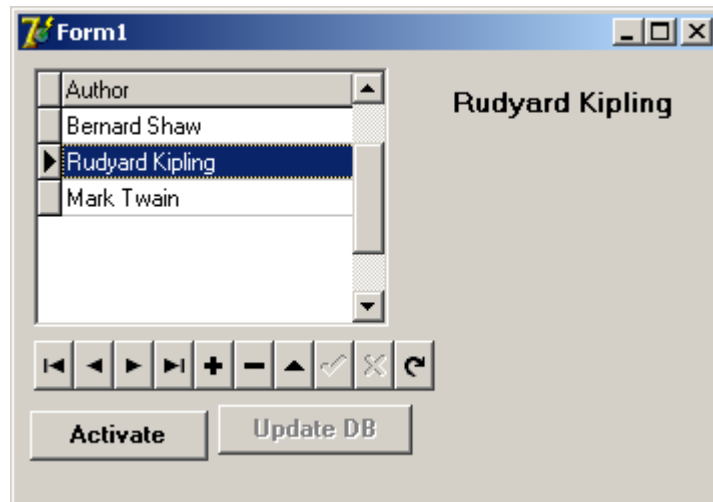 Form1
Author
Bernard Shaw
Rudyard Kipling
Mark Twain
Rudyard Kipling
Activate
Update DB